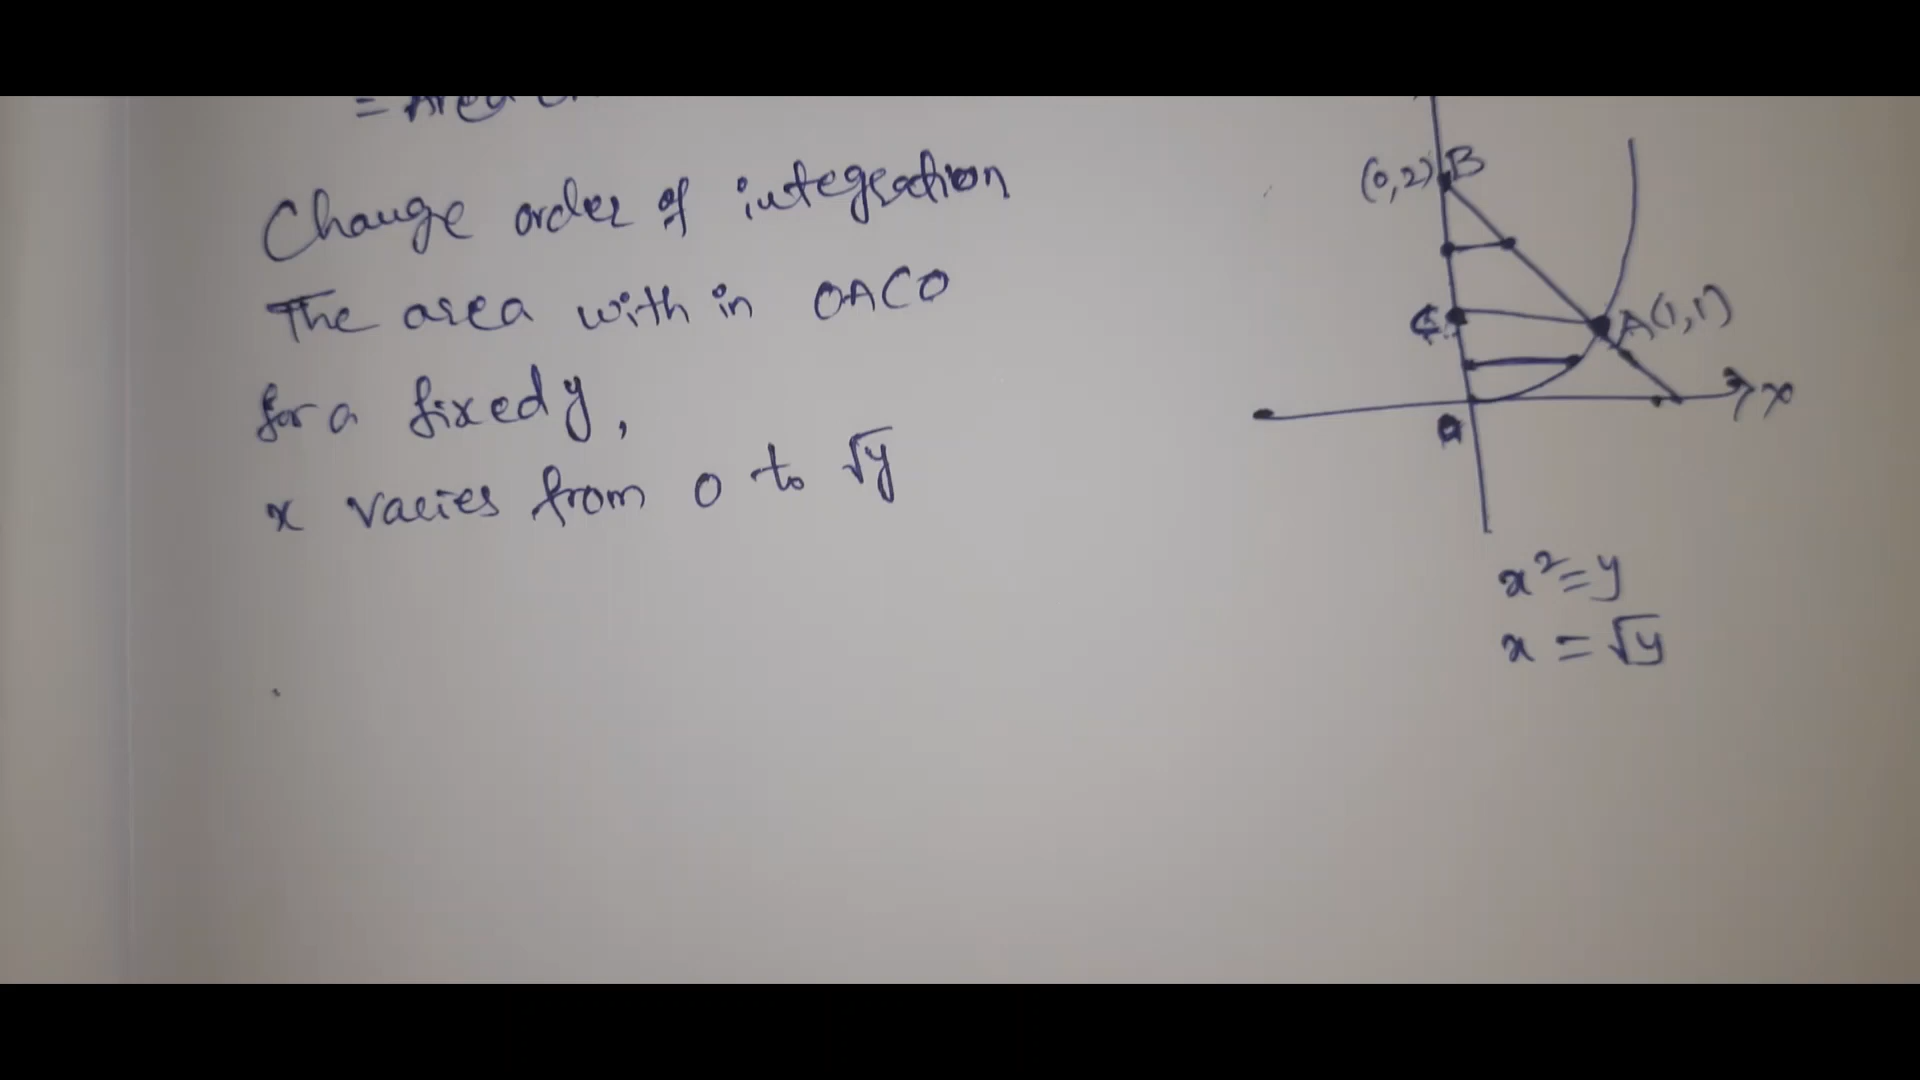 = Area
Change order of integration
The area with in OACO
for a fixed y,
x varies from 0 to √y
(0,2) B
C
A(1,1)
x
O
x² = y
x = √y